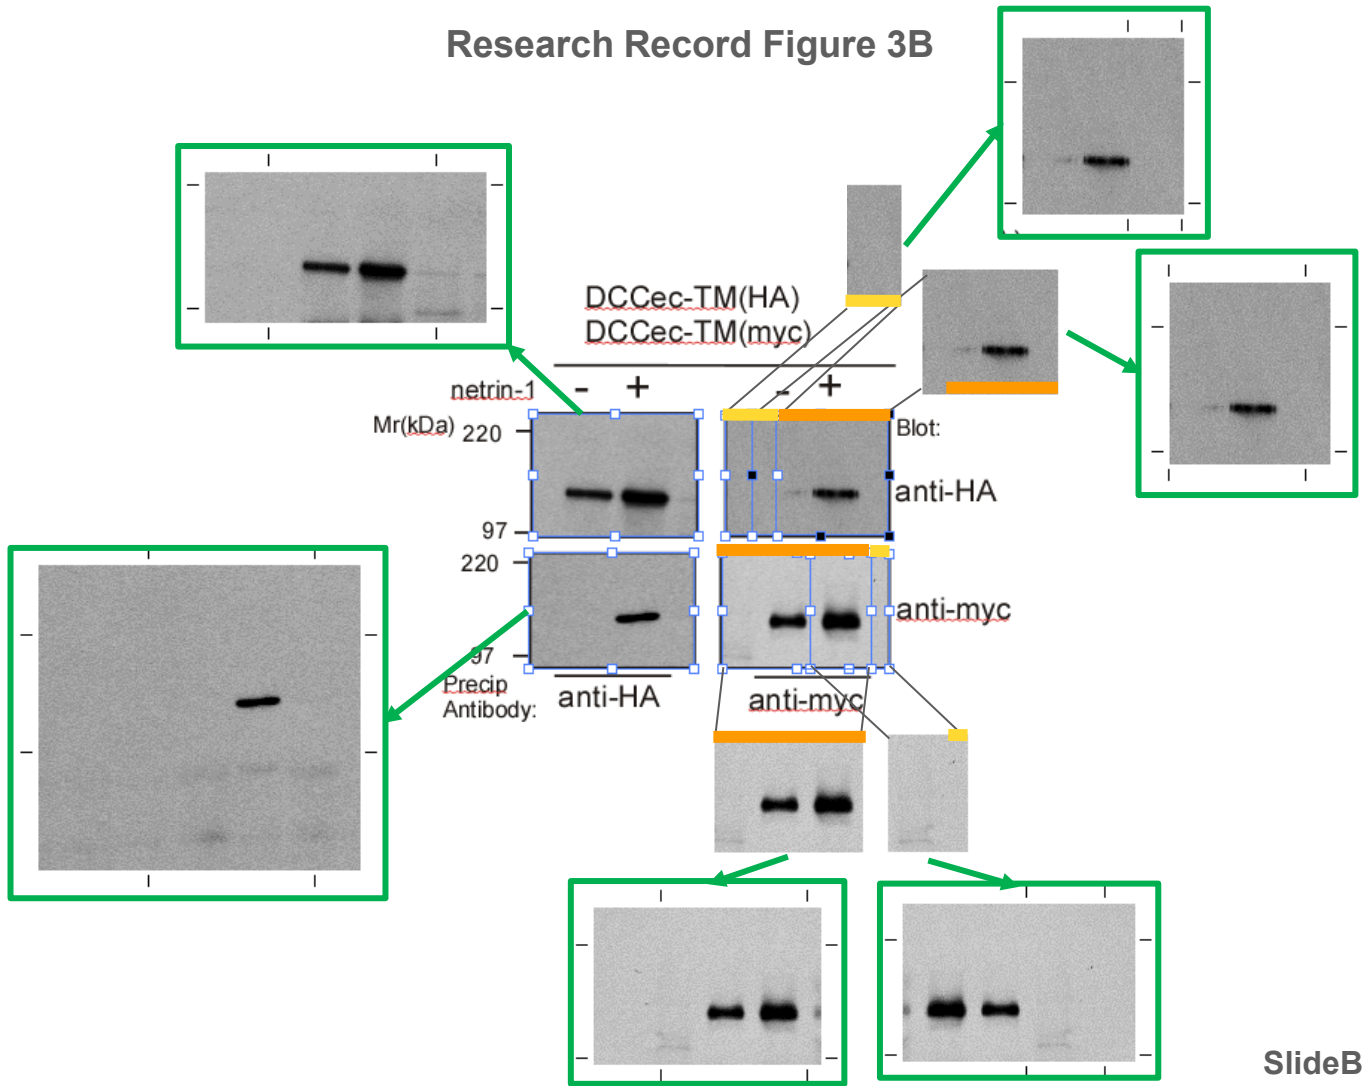 Research Record Figure 3B
DCCec-TM(HA)
DCCec-TM(myc)
netrin-1 - + - +
Mr(kDa) 220 Blot:
anti-HA
97
220
anti-myc
97
Precip
Antibody: anti-HA anti-myc
SlideB